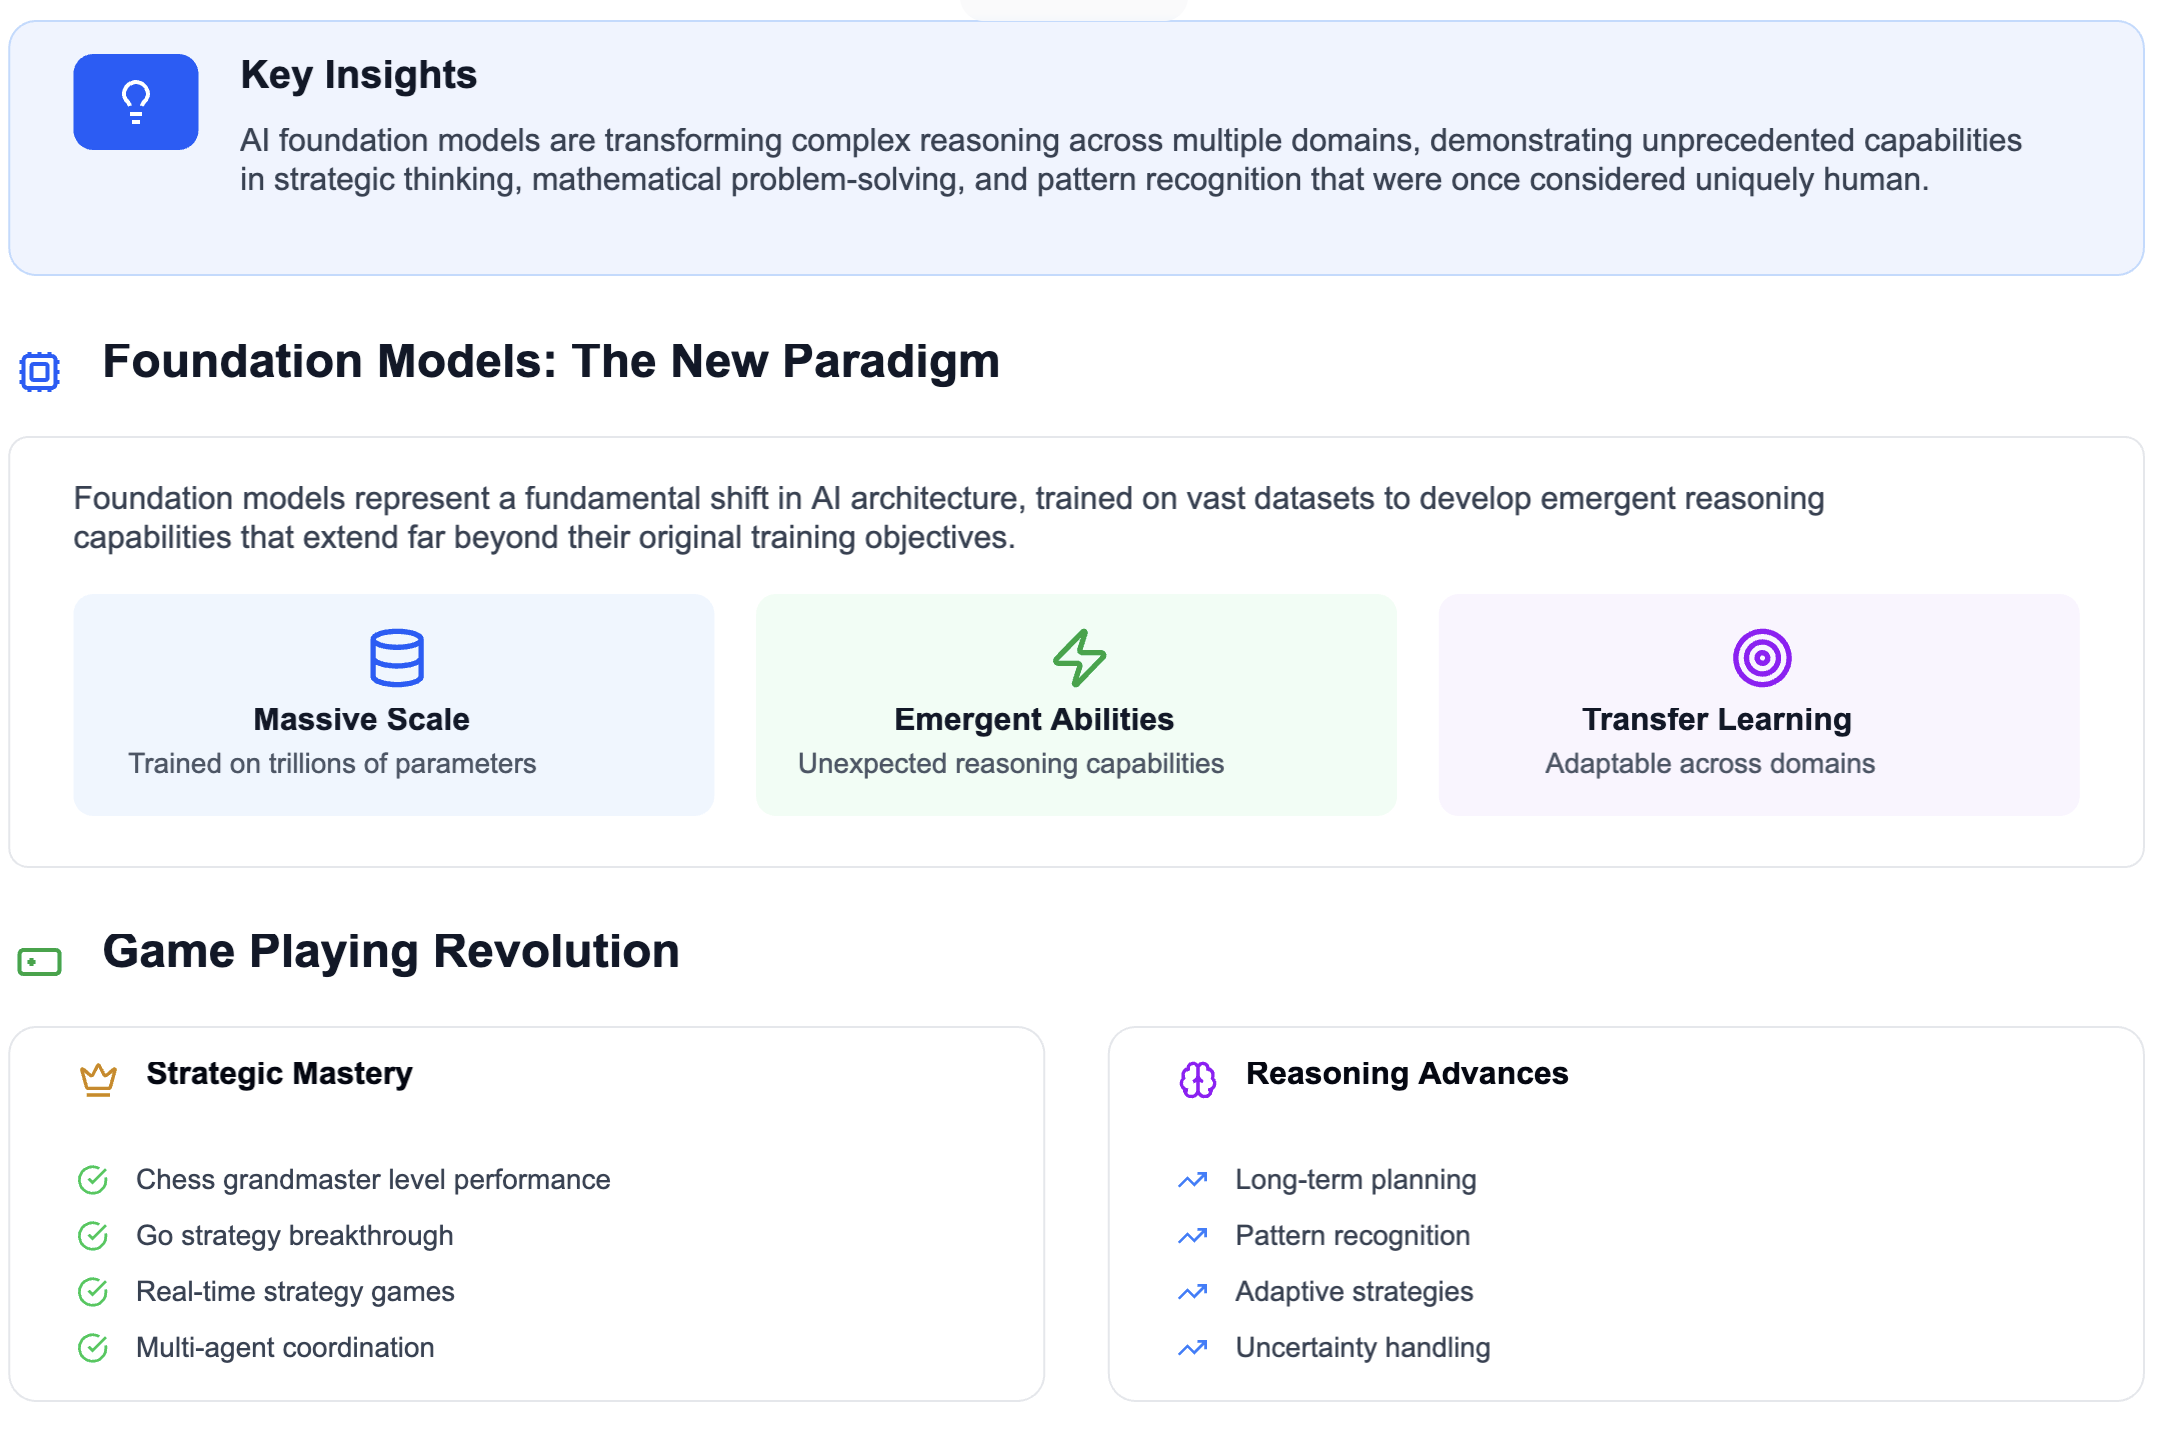 Key Insights
AI foundation models are transforming complex reasoning across multiple domains, demonstrating unprecedented capabilities
in strategic thinking, mathematical problem-solving, and pattern recognition that were once considered uniquely human.
Foundation Models: The New Paradigm
Foundation models represent a fundamental shift in AI architecture, trained on vast datasets to develop emergent reasoning
capabilities that extend far beyond their original training objectives.
Massive Scale
Trained on trillions of parameters
Emergent Abilities
Unexpected reasoning capabilities
Transfer Learning
Adaptable across domains
Game Playing Revolution
Strategic Mastery
Chess grandmaster level performance
Go strategy breakthrough
Real-time strategy games
Multi-agent coordination
Reasoning Advances
Long-term planning
Pattern recognition
Adaptive strategies
Uncertainty handling